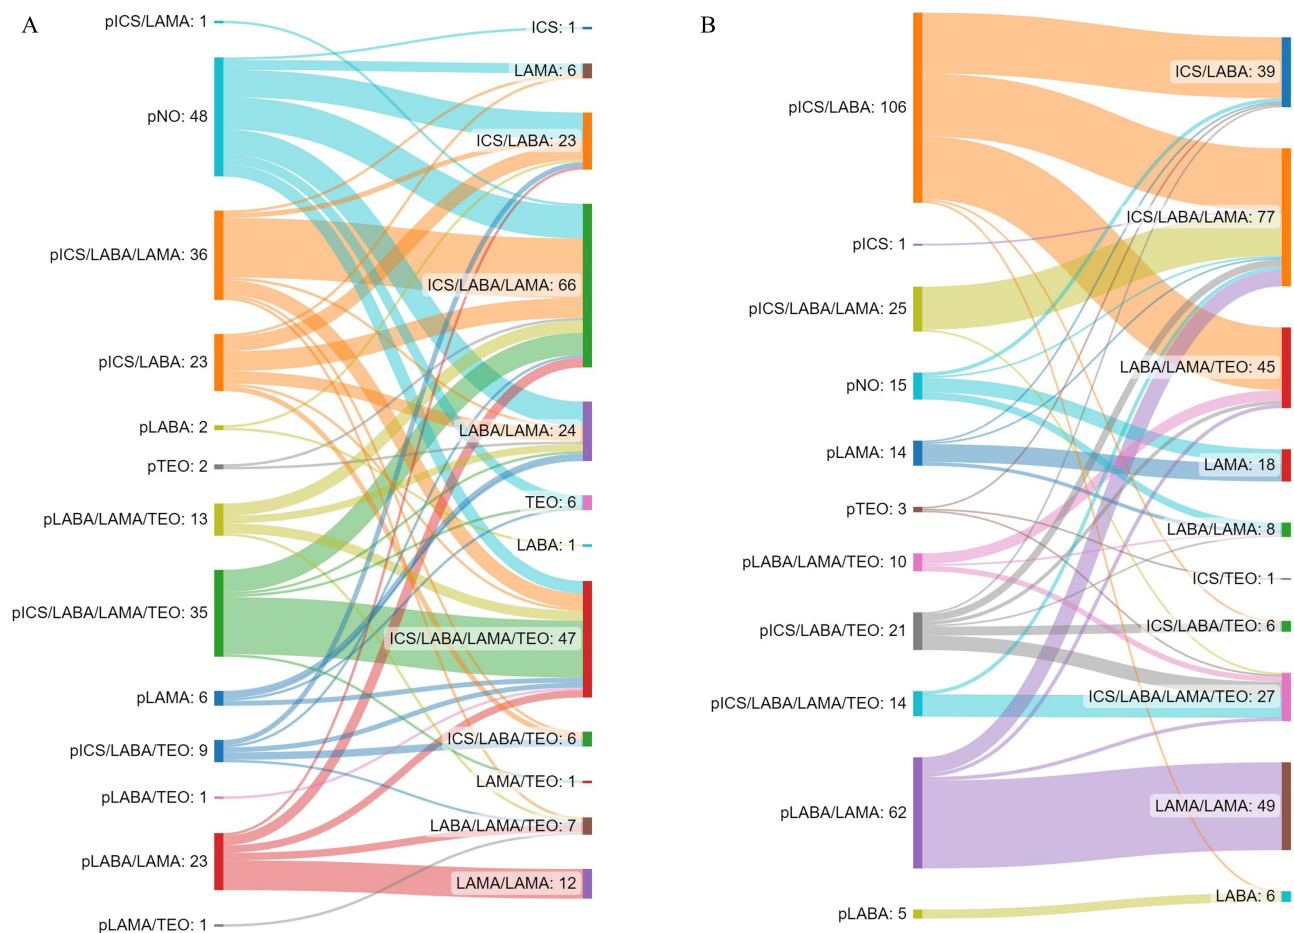 A
pICS/LAMA: 1
pNO: 48
pICS/LABA/LAMA: 36
pICS/LABA: 23
pLABA: 2
pTEO: 2
pLABA/LAMA/TEO: 13
pICS/LABA/LAMA/TEO: 35
pLAMA: 6
pICS/LABA/TEO: 9
pLABA/TEO: 1
pLABA/LAMA: 23
pLAMA/TEO: 1
ICS: 1
LAMA: 6
ICS/LABA: 23
ICS/LABA/LAMA: 66
LABA/LAMA: 24
TEO: 6
LABA: 1
ICS/LABA/LAMA/TEO: 47
ICS/LABA/TEO: 6
LAMA/TEO: 1
LABA/LAMA/TEO: 7
LAMA/LAMA: 12
B
pICS/LABA: 106
pICS: 1
pICS/LABA/LAMA: 25
pNO: 15
pLAMA: 14
pTEO: 3
pLABA/LAMA/TEO: 10
pICS/LABA/TEO: 21
pICS/LABA/LAMA/TEO: 14
pLABA/LAMA: 62
pLABA: 5
ICS/LABA: 39
ICS/LABA/LAMA: 77
LABA/LAMA/TEO: 45
LAMA: 18
LABA/LAMA: 8
ICS/TEO: 1
ICS/LABA/TEO: 6
ICS/LABA/LAMA/TEO: 27
LAMA/LAMA: 49
LABA: 6